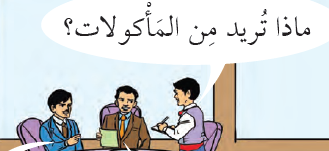 ماذا تُريد مِن المَأْكولات؟